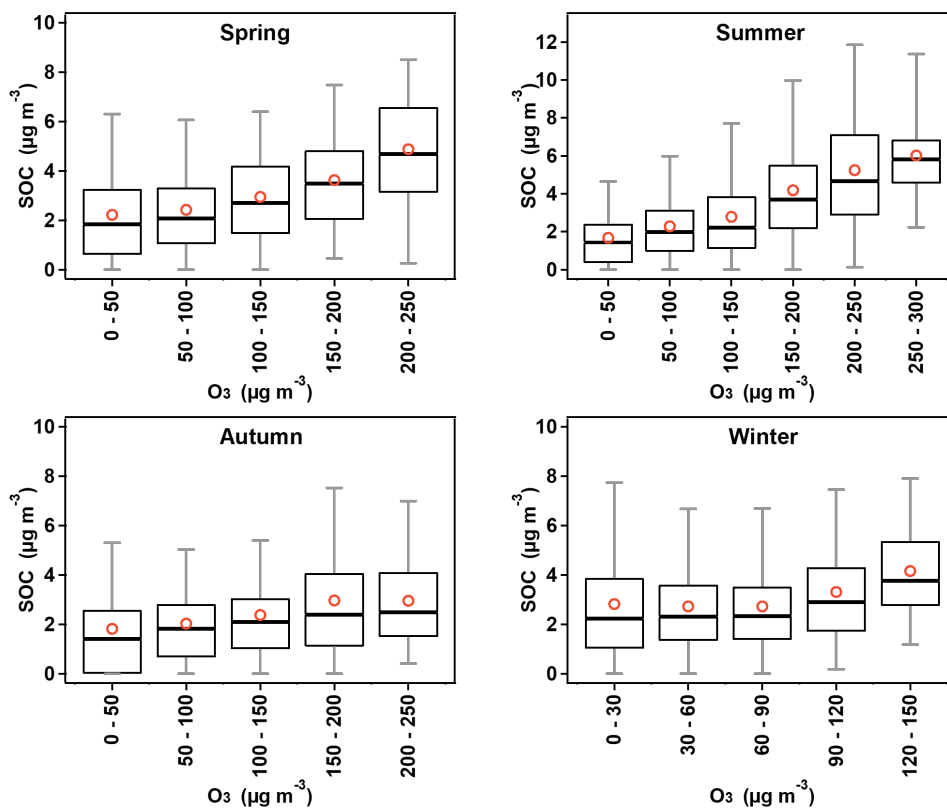 Spring
SOC (µg m⁻³)
10
8
6
4
2
0
0 - 50
50 - 100
100 - 150
150 - 200
200 - 250
O₃ (µg m⁻³)
Summer
SOC (µg m⁻³)
12
10
8
6
4
2
0
0 - 50
50 - 100
100 - 150
150 - 200
200 - 250
250 - 300
O₃ (µg m⁻³)
Autumn
SOC (µg m⁻³)
10
8
6
4
2
0
0 - 50
50 - 100
100 - 150
150 - 200
200 - 250
O₃ (µg m⁻³)
Winter
SOC (µg m⁻³)
10
8
6
4
2
0
0 - 30
30 - 60
60 - 90
90 - 120
120 - 150
O₃ (µg m⁻³)